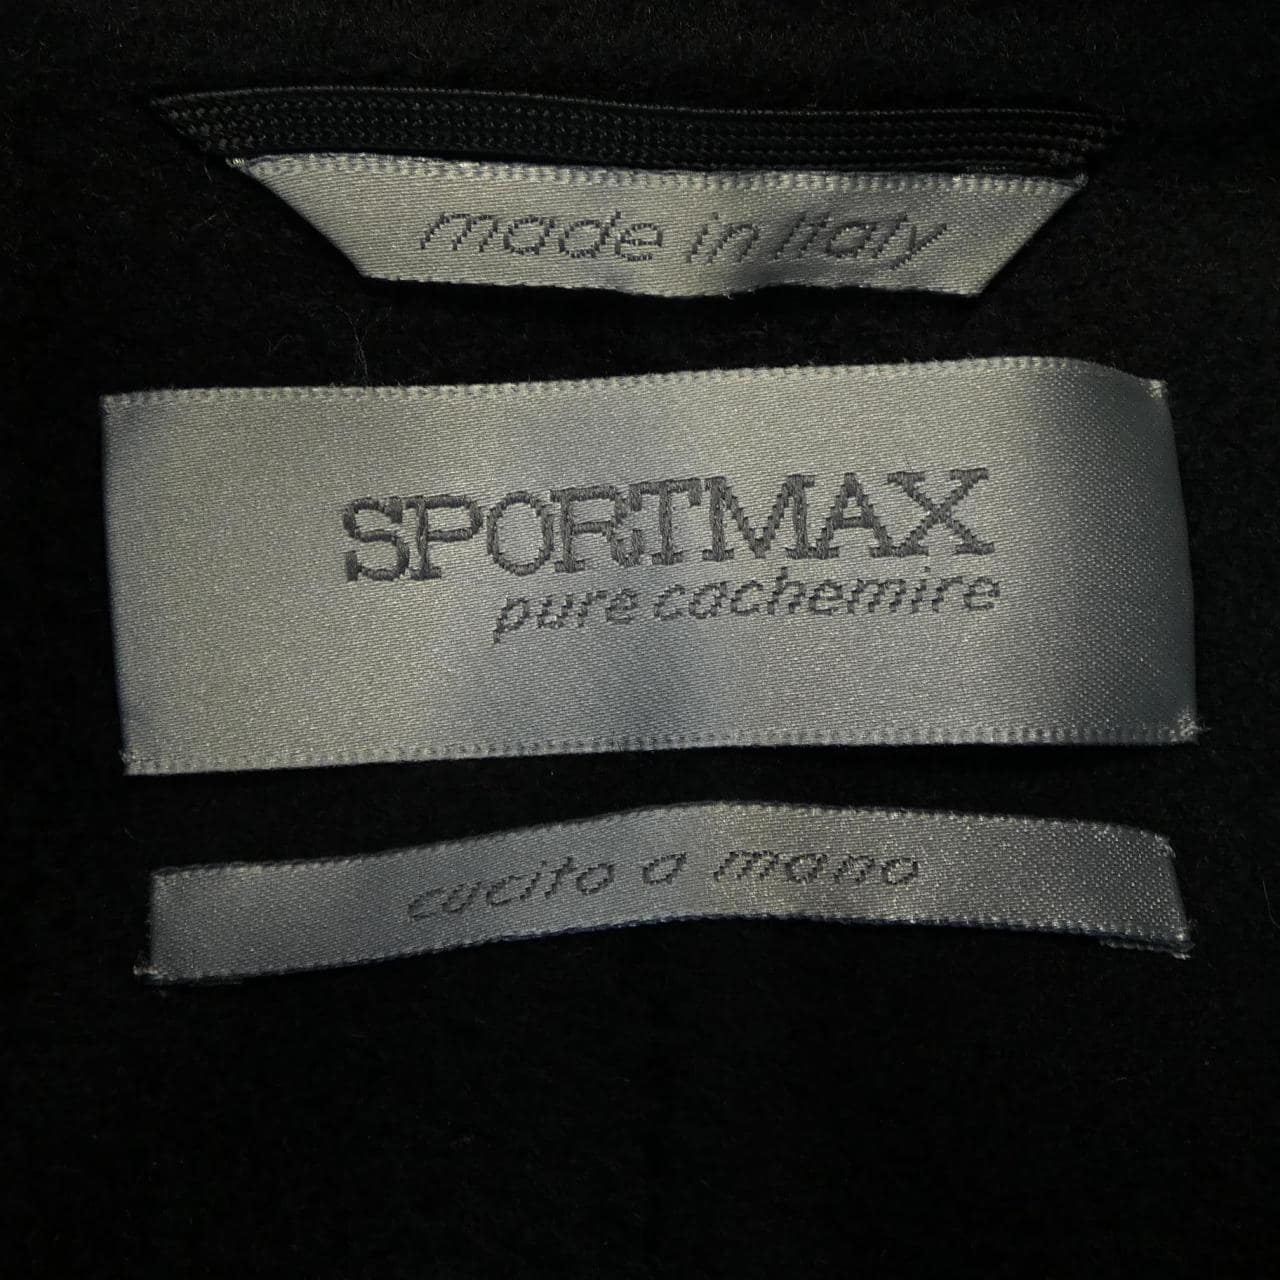 made in Italy
SPORTMAX
pure cachemire
cucito a mano